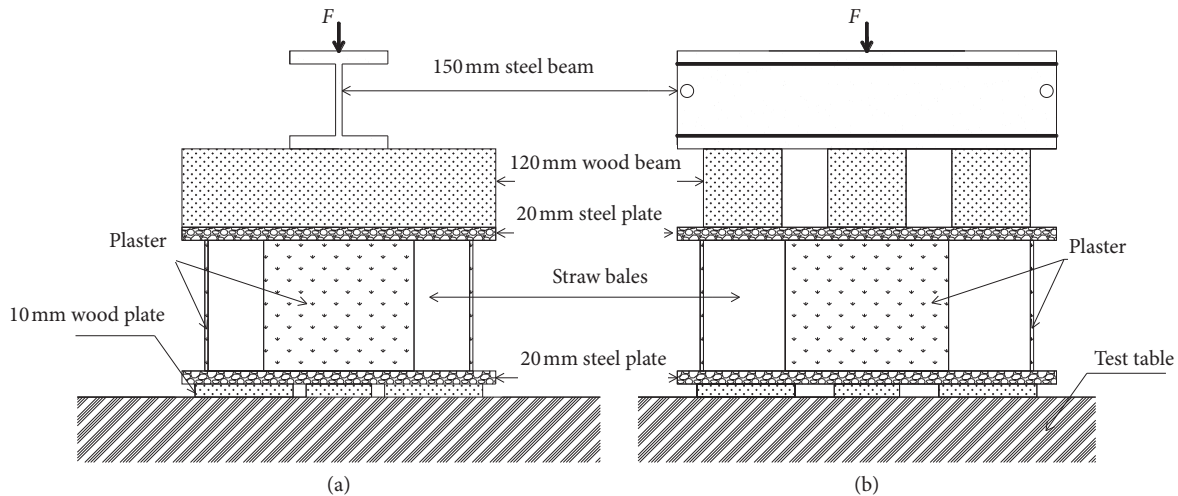 F
F
150 mm steel beam
120 mm wood beam
20 mm steel plate
Plaster
Plaster
Straw bales
10 mm wood plate
20 mm steel plate
Test table
(a)
(b)